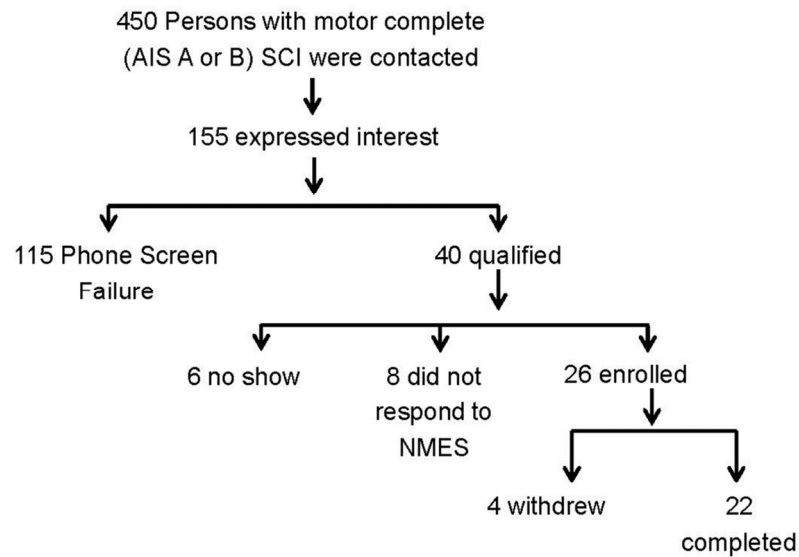 450 Persons with motor complete
(AIS A or B) SCI were contacted
155 expressed interest
115 Phone Screen
Failure
40 qualified
6 no show
8 did not
respond to
NMES
26 enrolled
4 withdrew
22
completed